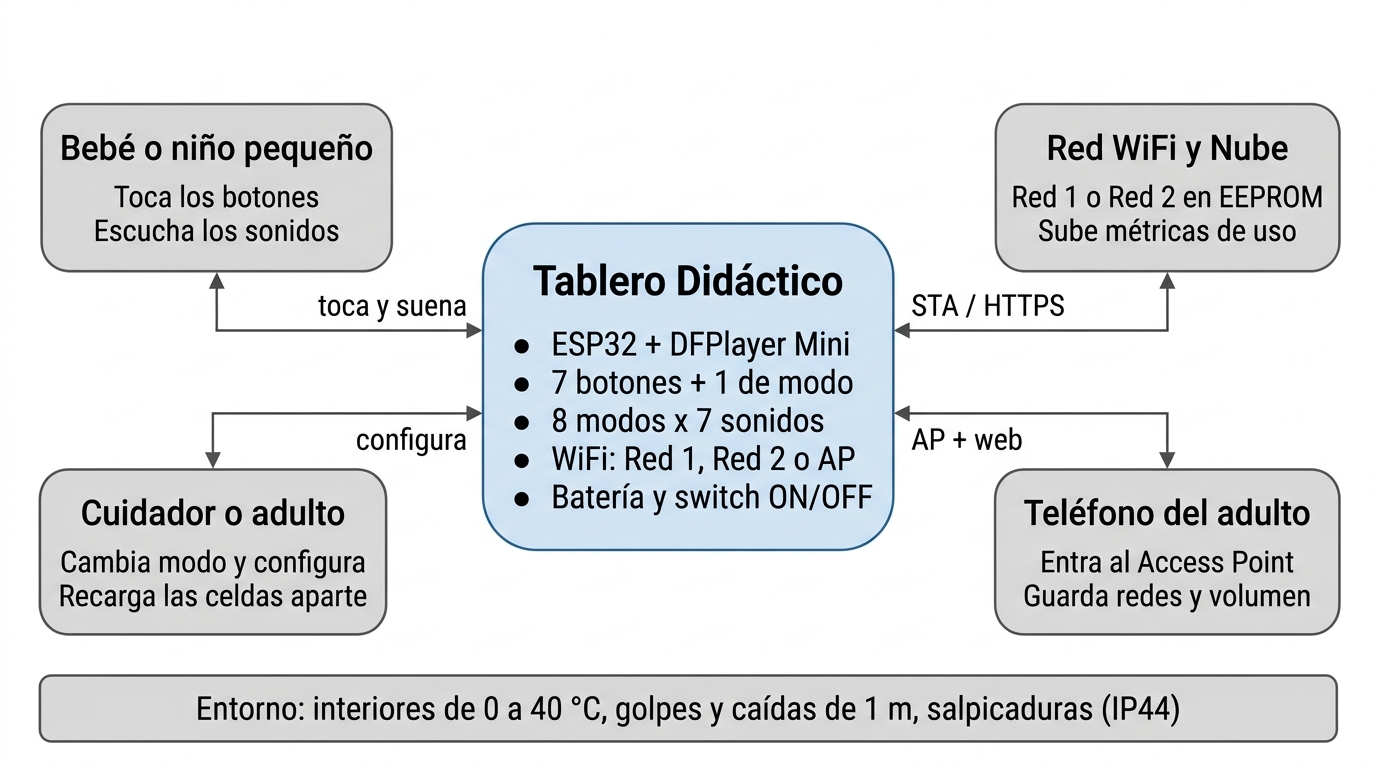 Bebé o niño pequeño
Toca los botones
Escucha los sonidos
Red WiFi y Nube
Red 1 o Red 2 en EEPROM
Sube métricas de uso
toca y suena
STA / HTTPS
Tablero Didáctico
● ESP32 + DFPlayer Mini
● 7 botones + 1 de modo
● 8 modos x 7 sonidos
● WiFi: Red 1, Red 2 o AP
● Batería y switch ON/OFF
configura
AP + web
Cuidador o adulto
Cambia modo y configura
Recarga las celdas aparte
Teléfono del adulto
Entra al Access Point
Guarda redes y volumen
Entorno: interiores de 0 a 40 °C, golpes y caídas de 1 m, salpicaduras (IP44)